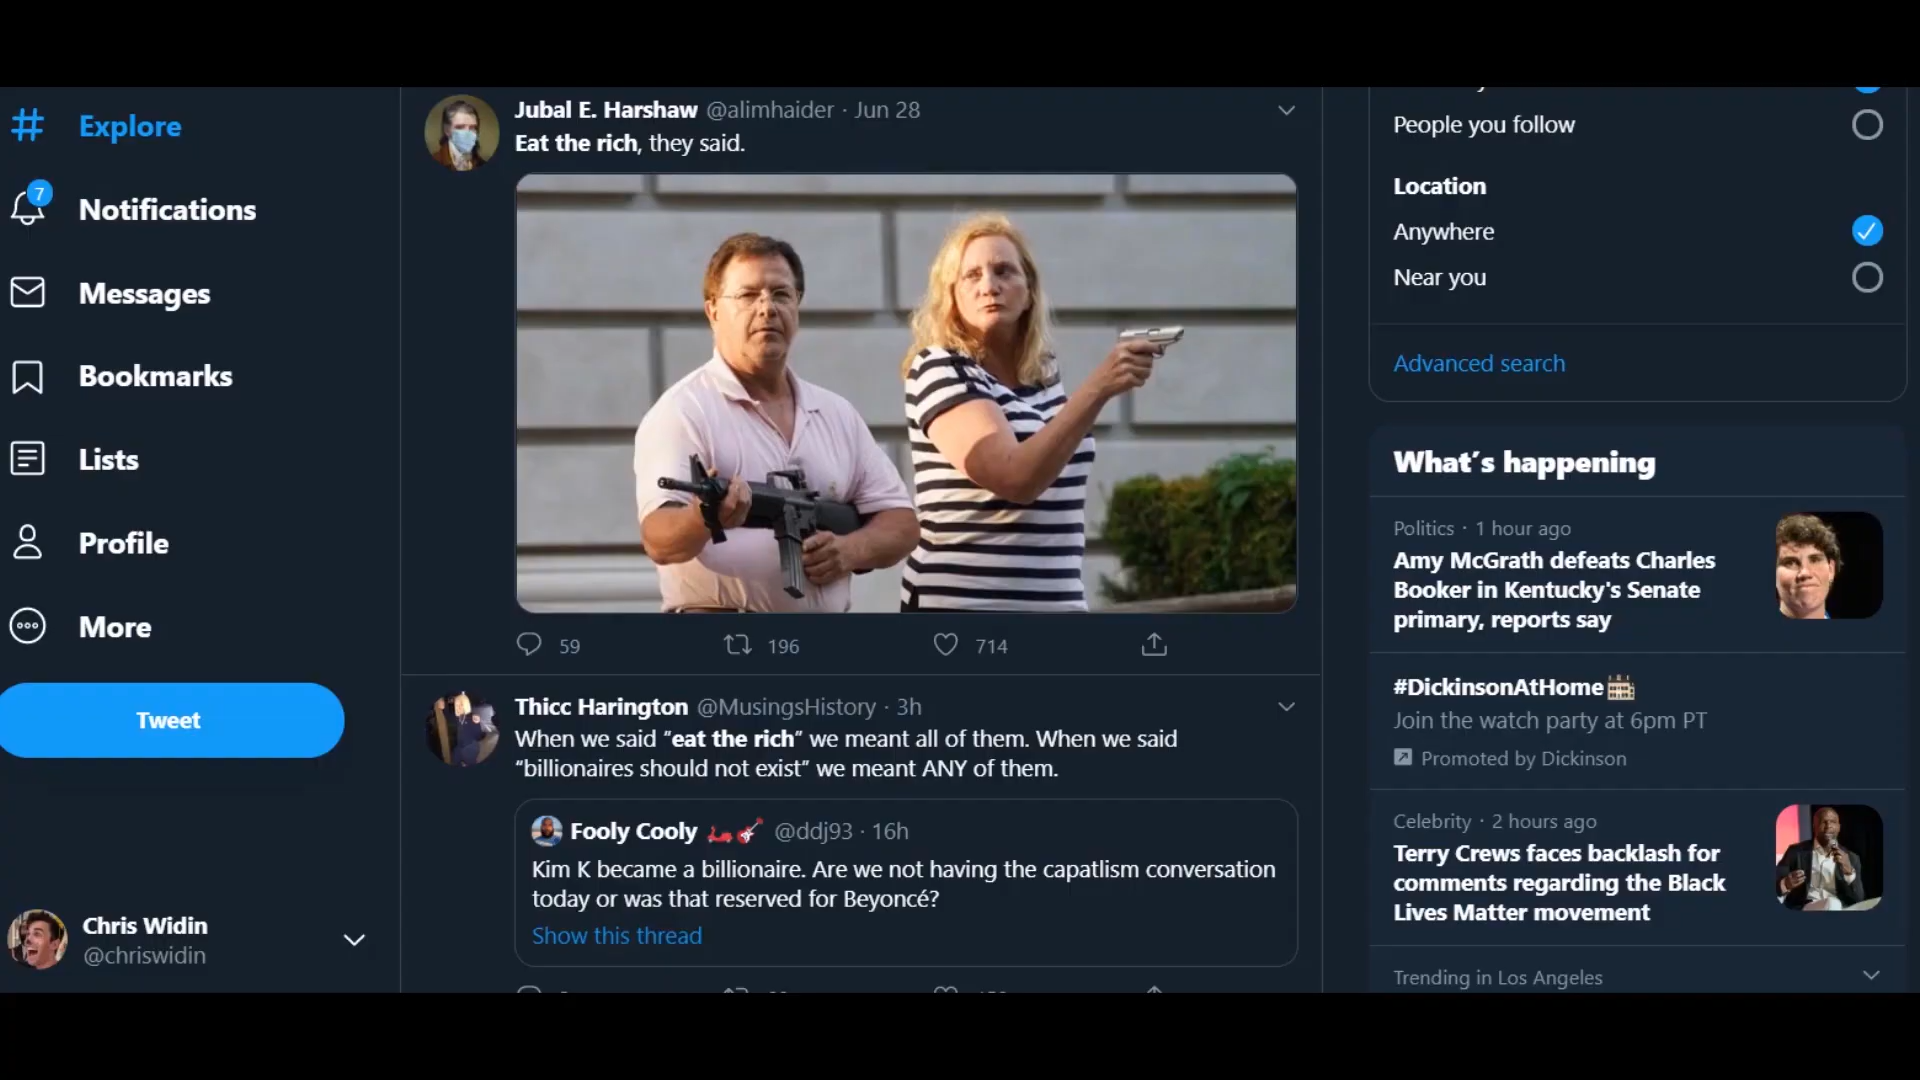 Explore
7
Notifications
Messages
Bookmarks
Lists
Profile
More
Tweet
Chris Widin
@chriswidin
Jubal E. Harshaw @alimhaider · Jun 28
Eat the rich, they said.
59 196 714
Thicc Harington @MusingsHistory · 3h
When we said "eat the rich" we meant all of them. When we said
"billionaires should not exist" we meant ANY of them.
Fooly Cooly @ddj93 · 16h
Kim K became a billionaire. Are we not having the capatlism conversation
today or was that reserved for Beyoncé?
Show this thread
People you follow
Location
Anywhere
Near you
Advanced search
What's happening
Politics · 1 hour ago
Amy McGrath defeats Charles
Booker in Kentucky's Senate
primary, reports say
#DickinsonAtHome
Join the watch party at 6pm PT
Promoted by Dickinson
Celebrity · 2 hours ago
Terry Crews faces backlash for
comments regarding the Black
Lives Matter movement
Trending in Los Angeles